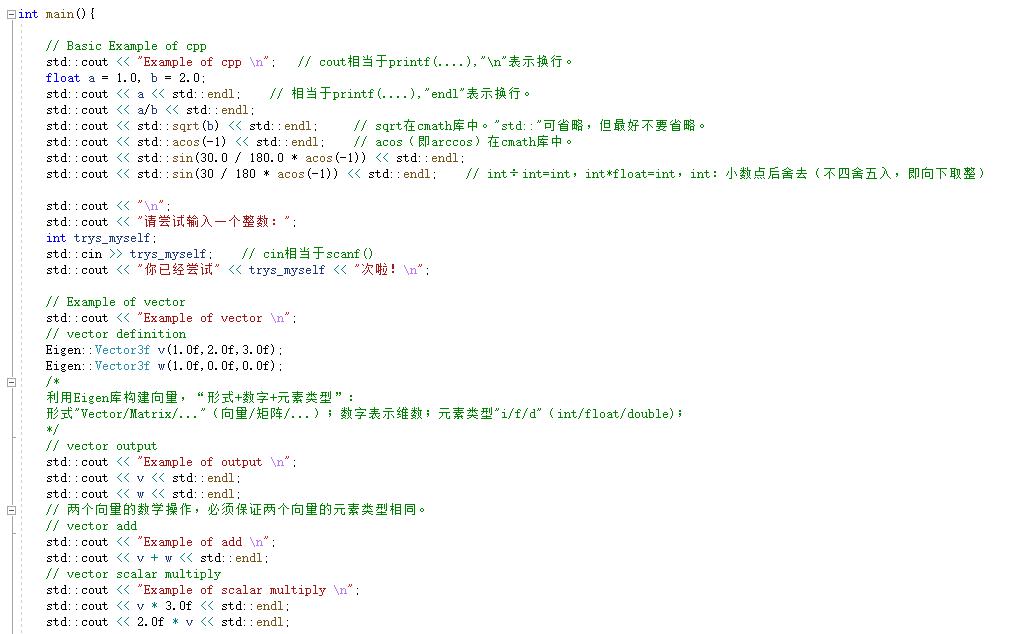 int main(){
// Basic Example of cpp
std::cout << "Example of cpp \n";   // cout相当于printf(....),"\n"表示换行。
float a = 1.0, b = 2.0;
std::cout << a << std::endl;    // 相当于printf(....),"endl"表示换行。
std::cout << a/b << std::endl;
std::cout << std::sqrt(b) << std::endl;     // sqrt在cmath库中。"std::"可省略，但最好不要省略。
std::cout << std::acos(-1) << std::endl;    // acos（即arccos）在cmath库中。
std::cout << std::sin(30.0 / 180.0 * acos(-1)) << std::endl;
std::cout << std::sin(30 / 180 * acos(-1)) << std::endl;    // int÷int=int，int*float=int，int：小数点后舍去（不四舍五入，即向下取整）
std::cout << "\n";
std::cout << "请尝试输入一个整数：";
int trys_myself;
std::cin >> trys_myself;    // cin相当于scanf()
std::cout << "你已经尝试" << trys_myself << "次啦！\n";
// Example of vector
std::cout << "Example of vector \n";
// vector definition
Eigen::Vector3f v(1.0f,2.0f,3.0f);
Eigen::Vector3f w(1.0f,0.0f,0.0f);
/*
利用Eigen库构建向量，“形式+数字+元素类型”：
形式"Vector/Matrix/..."（向量/矩阵/...）；数字表示维数；元素类型"i/f/d"（int/float/double)；
*/
// vector output
std::cout << "Example of output \n";
std::cout << v << std::endl;
std::cout << w << std::endl;
// 两个向量的数学操作，必须保证两个向量的元素类型相同。
// vector add
std::cout << "Example of add \n";
std::cout << v + w << std::endl;
// vector scalar multiply
std::cout << "Example of scalar multiply \n";
std::cout << v * 3.0f << std::endl;
std::cout << 2.0f * v << std::endl;